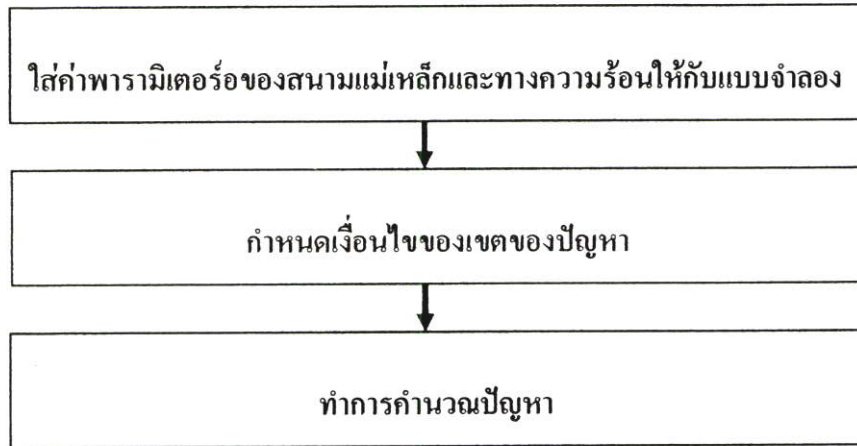 ใส่ค่าพารามิเตอร์อของสนามแม่เหล็กและทางความร้อนให้กับแบบจำลอง
กำหนดเงื่อนไขของเขตของปัญหา
ทำการคำนวณปัญหา